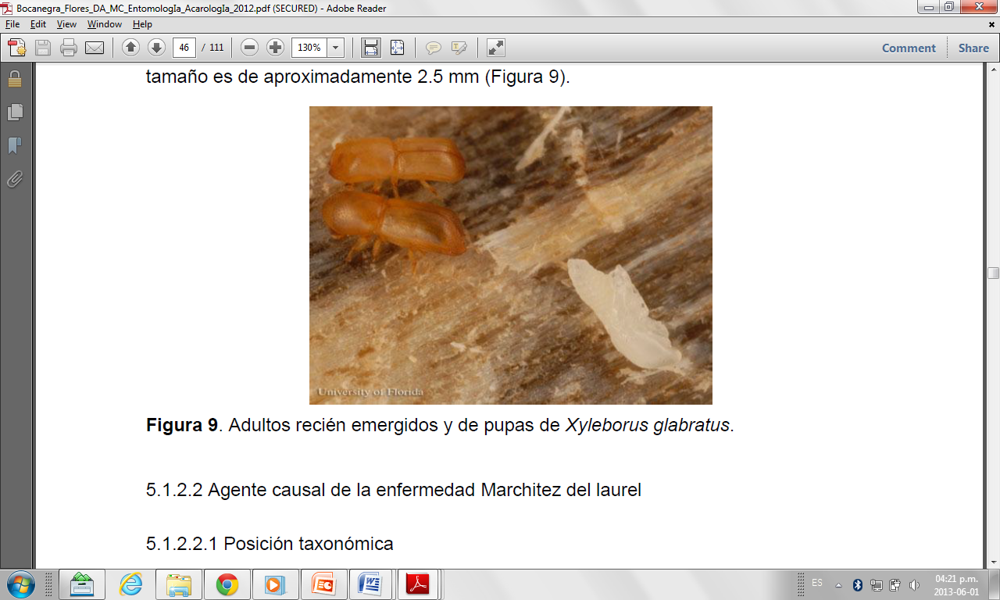 Bocanegra_Flores_DA_MC_EntomologIa_AcarologIa_2012.pdf (SECURED) - Adobe Reader
File Edit View Window Help
46 / 111 130% Comment Share
tamaño es de aproximadamente 2.5 mm (Figura 9).
University of Florida
Figura 9. Adultos recién emergidos y de pupas de Xyleborus glabratus.
5.1.2.2 Agente causal de la enfermedad Marchitez del laurel
5.1.2.2.1 Posición taxonómica
ES 04:21 p.m.
2013-06-01